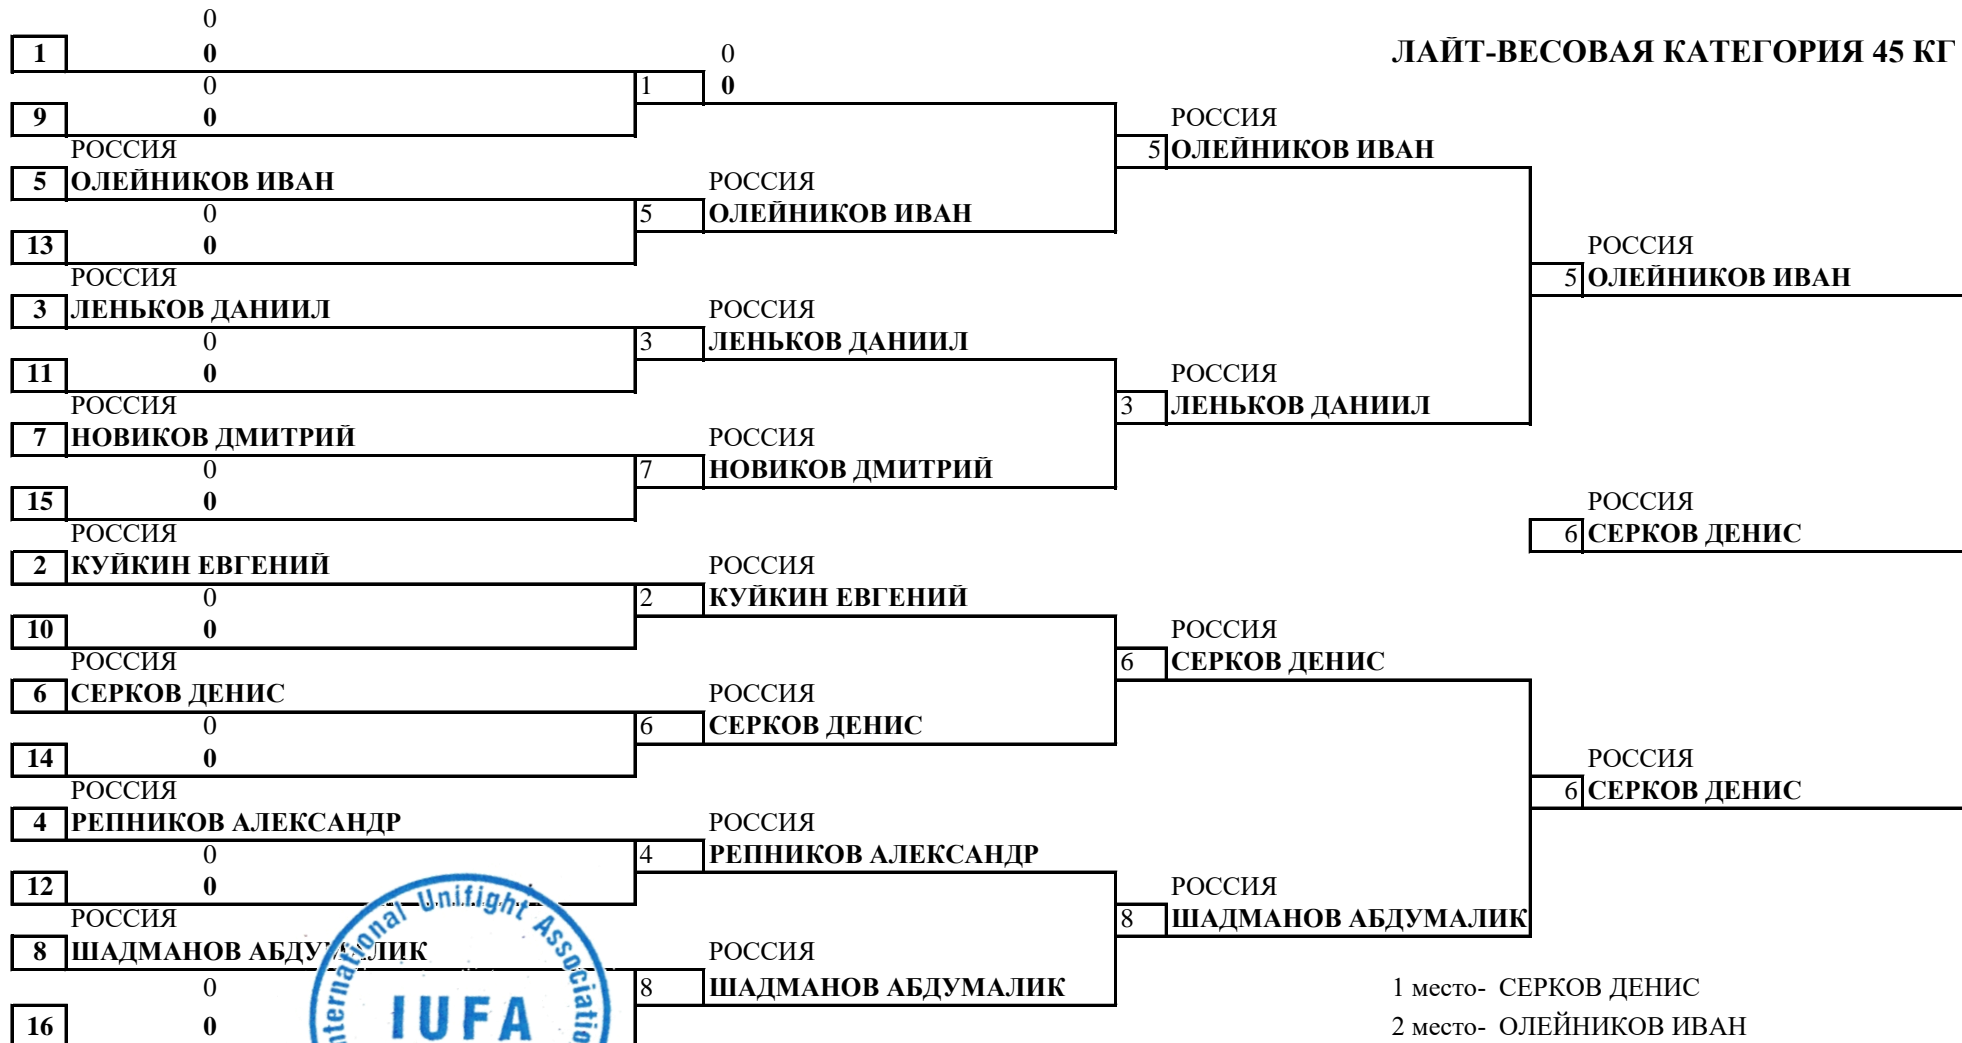 0
1 0 0 ЛАЙТ-ВЕСОВАЯ КАТЕГОРИЯ 45 КГ
0 1 0
9 0 РОССИЯ
РОССИЯ 5 ОЛЕЙНИКОВ ИВАН
5 ОЛЕЙНИКОВ ИВАН РОССИЯ
0 5 ОЛЕЙНИКОВ ИВАН
13 0 РОССИЯ
РОССИЯ 5 ОЛЕЙНИКОВ ИВАН
3 ЛЕНЬКОВ ДАНИИЛ РОССИЯ
0 3 ЛЕНЬКОВ ДАНИИЛ
11 0 РОССИЯ
РОССИЯ 3 ЛЕНЬКОВ ДАНИИЛ
7 НОВИКОВ ДМИТРИЙ РОССИЯ
0 7 НОВИКОВ ДМИТРИЙ
15 0 РОССИЯ
РОССИЯ 6 СЕРКОВ ДЕНИС
2 КУЙКИН ЕВГЕНИЙ РОССИЯ
0 2 КУЙКИН ЕВГЕНИЙ
10 0 РОССИЯ
РОССИЯ 6 СЕРКОВ ДЕНИС
6 СЕРКОВ ДЕНИС РОССИЯ
0 6 СЕРКОВ ДЕНИС
14 0 РОССИЯ
РОССИЯ 6 СЕРКОВ ДЕНИС
4 РЕПНИКОВ АЛЕКСАНДР РОССИЯ
0 4 РЕПНИКОВ АЛЕКСАНДР
12 0 РОССИЯ
РОССИЯ 8 ШАДМАНОВ АБДУМАЛИК
8 ШАДМАНОВ АБДУМАЛИК РОССИЯ
0 8 ШАДМАНОВ АБДУМАЛИК 1 место- СЕРКОВ ДЕНИС
16 0 2 место- ОЛЕЙНИКОВ ИВАН
Unifight
IUFA